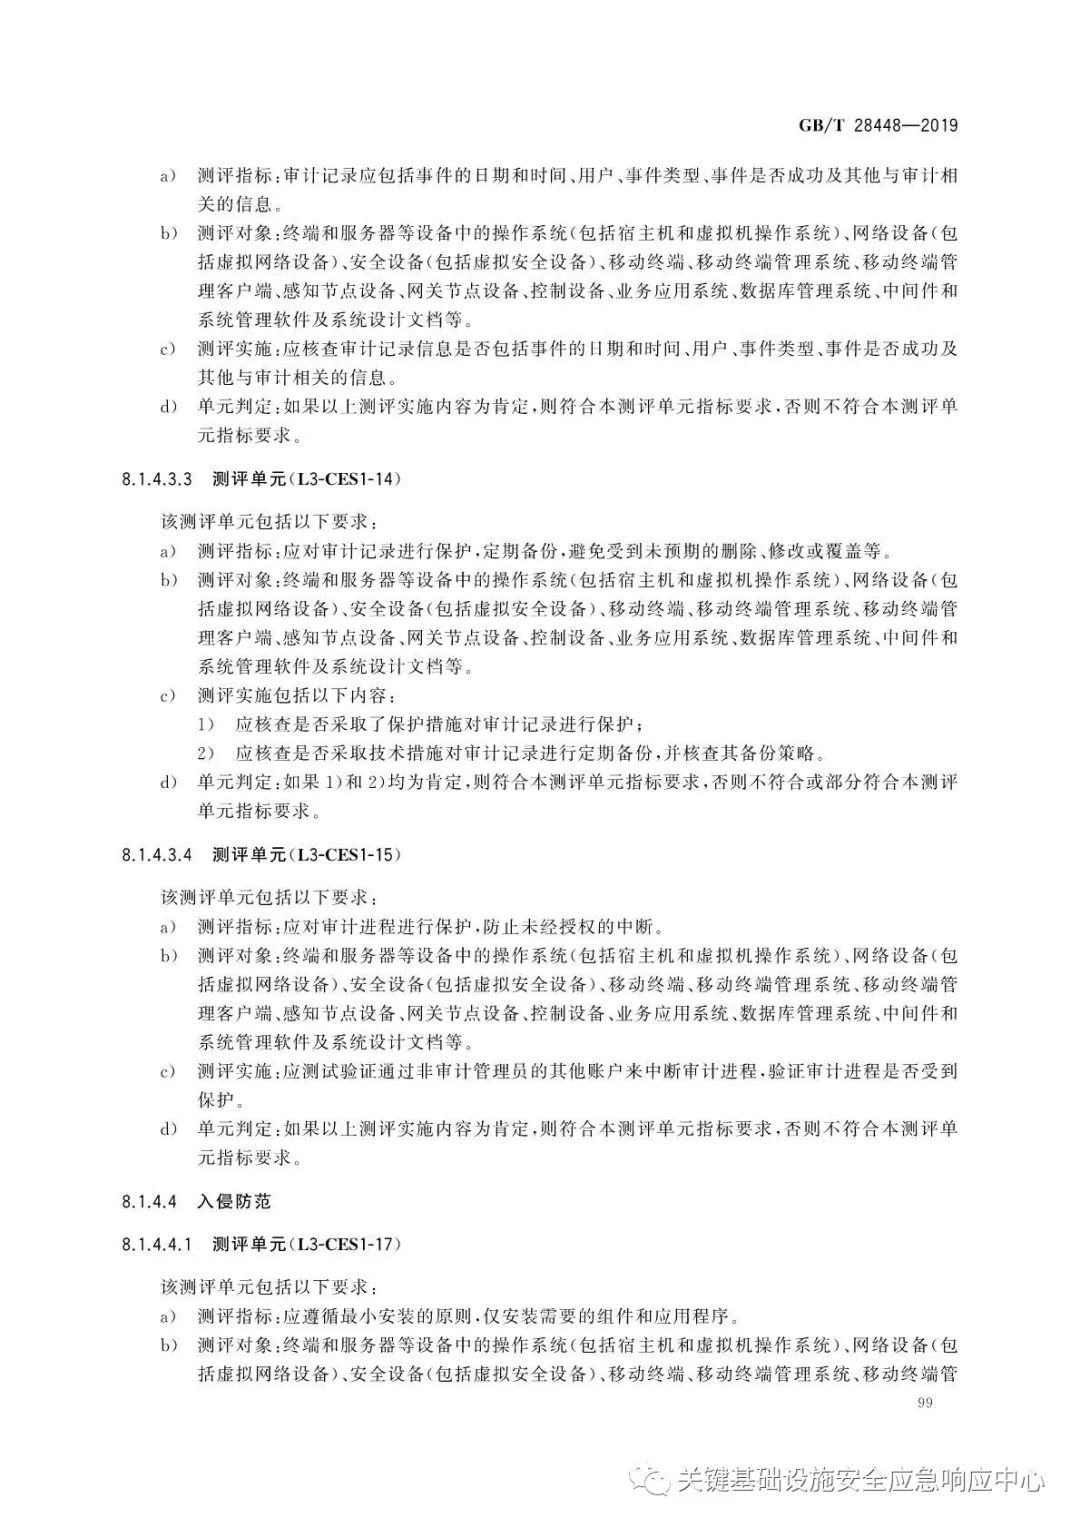 GB/T 28448—2019
a) 测评指标:审计记录应包括事件的日期和时间、用户、事件类型、事件是否成功及其他与审计相
关的信息。
b) 测评对象:终端和服务器等设备中的操作系统(包括宿主机和虚拟机操作系统)、网络设备(包
括虚拟网络设备)、安全设备(包括虚拟安全设备)、移动终端、移动终端管理系统、移动终端管
理客户端、感知节点设备、网关节点设备、控制设备、业务应用系统、数据库管理系统、中间件和
系统管理软件及系统设计文档等。
c) 测评实施:应核查审计记录信息是否包括事件的日期和时间、用户、事件类型、事件是否成功及
其他与审计相关的信息。
d) 单元判定:如果以上测评实施内容为肯定,则符合本测评单元指标要求,否则不符合本测评单
元指标要求。
8.1.4.3.3 测评单元(L3-CES1-14)
该测评单元包括以下要求:
a) 测评指标:应对审计记录进行保护,定期备份,避免受到未预期的删除、修改或覆盖等。
b) 测评对象:终端和服务器等设备中的操作系统(包括宿主机和虚拟机操作系统)、网络设备(包
括虚拟网络设备)、安全设备(包括虚拟安全设备)、移动终端、移动终端管理系统、移动终端管
理客户端、感知节点设备、网关节点设备、控制设备、业务应用系统、数据库管理系统、中间件和
系统管理软件及系统设计文档等。
c) 测评实施包括以下内容:
1) 应核查是否采取了保护措施对审计记录进行保护;
2) 应核查是否采取技术措施对审计记录进行定期备份,并核查其备份策略。
d) 单元判定:如果 1)和 2)均为肯定,则符合本测评单元指标要求,否则不符合或部分符合本测评
单元指标要求。
8.1.4.3.4 测评单元(L3-CES1-15)
该测评单元包括以下要求:
a) 测评指标:应对审计进程进行保护,防止未经授权的中断。
b) 测评对象:终端和服务器等设备中的操作系统(包括宿主机和虚拟机操作系统)、网络设备(包
括虚拟网络设备)、安全设备(包括虚拟安全设备)、移动终端、移动终端管理系统、移动终端管
理客户端、感知节点设备、网关节点设备、控制设备、业务应用系统、数据库管理系统、中间件和
系统管理软件及系统设计文档等。
c) 测评实施:应测试验证通过非审计管理员的其他账户来中断审计进程,验证审计进程是否受到
保护。
d) 单元判定:如果以上测评实施内容为肯定,则符合本测评单元指标要求,否则不符合本测评单
元指标要求。
8.1.4.4 入侵防范
8.1.4.4.1 测评单元(L3-CES1-17)
该测评单元包括以下要求:
a) 测评指标:应遵循最小安装的原则,仅安装需要的组件和应用程序。
b) 测评对象:终端和服务器等设备中的操作系统(包括宿主机和虚拟机操作系统)、网络设备(包
括虚拟网络设备)、安全设备(包括虚拟安全设备)、移动终端、移动终端管理系统、移动终端管
99
关键基础设施安全应急响应中心